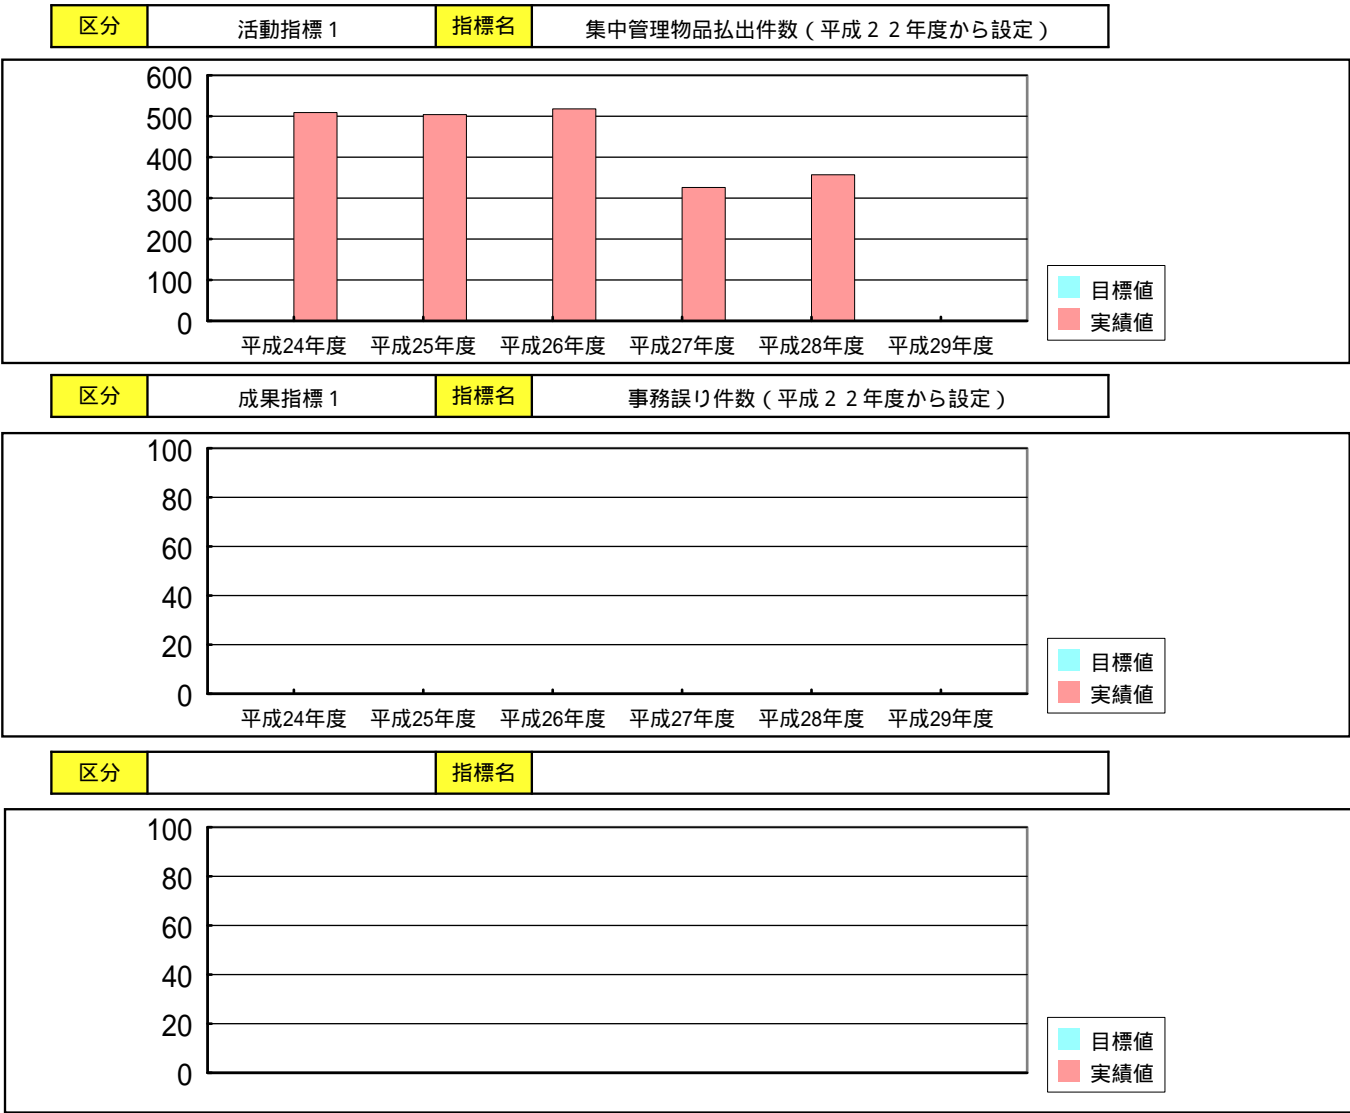 区分 活動指標1 指標名 集中管理物品払出件数（平成２２年度から設定）
600
500
400
300
200
100
0
平成24年度 平成25年度 平成26年度 平成27年度 平成28年度 平成29年度
目標値
実績値
区分 成果指標1 指標名 事務誤り件数（平成２２年度から設定）
100
80
60
40
20
0
平成24年度 平成25年度 平成26年度 平成27年度 平成28年度 平成29年度
目標値
実績値
区分 指標名
100
80
60
40
20
0
目標値
実績値